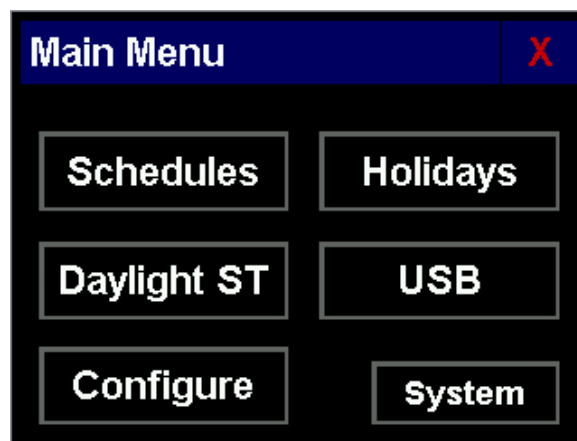 Main Menu X
Schedules Holidays
Daylight ST USB
Configure System